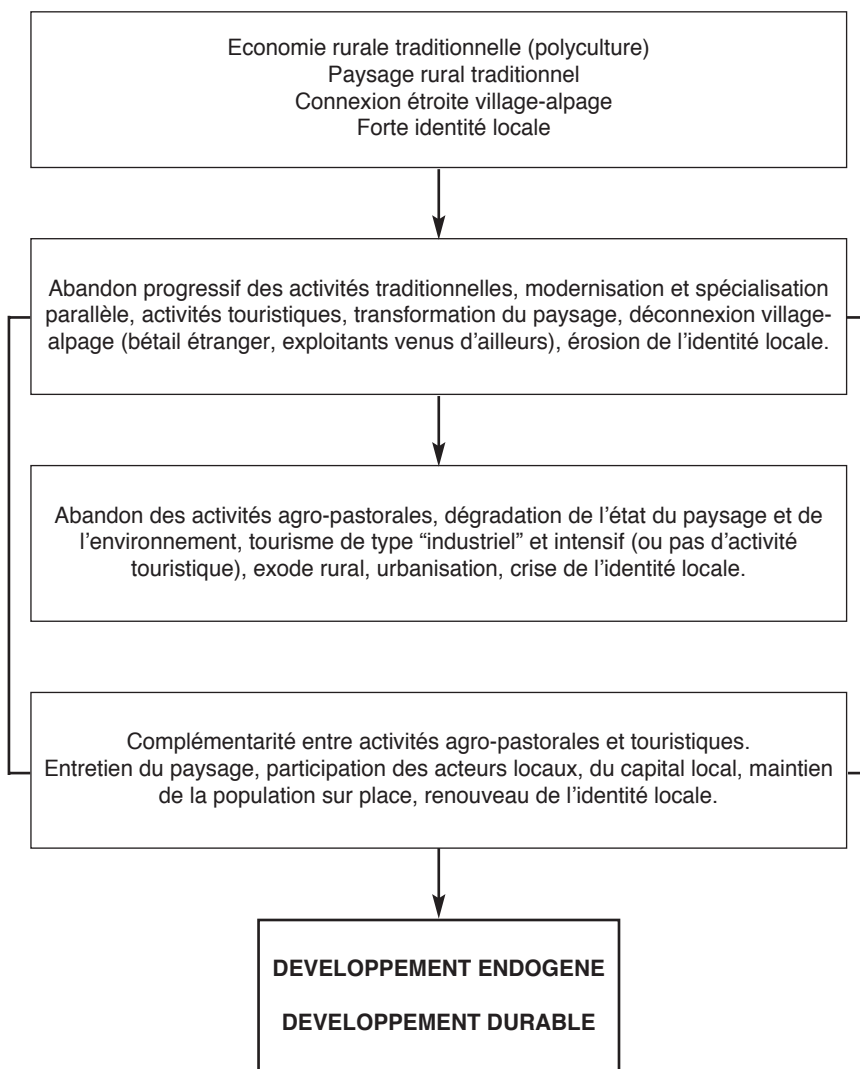 Economie rurale traditionnelle (polyculture)
Paysage rural traditionnel
Connexion étroite village-alpage
Forte identité locale
Abandon progressif des activités traditionnelles, modernisation et spécialisation
parallèle, activités touristiques, transformation du paysage, déconnexion village-
alpage (bétail étranger, exploitants venus d’ailleurs), érosion de l’identité locale.
Abandon des activités agro-pastorales, dégradation de l’état du paysage et de
l’environnement, tourisme de type “industriel” et intensif (ou pas d’activité
touristique), exode rural, urbanisation, crise de l’identité locale.
Complémentarité entre activités agro-pastorales et touristiques.
Entretien du paysage, participation des acteurs locaux, du capital local, maintien
de la population sur place, renouveau de l’identité locale.
DEVELOPPEMENT ENDOGENE
DEVELOPPEMENT DURABLE